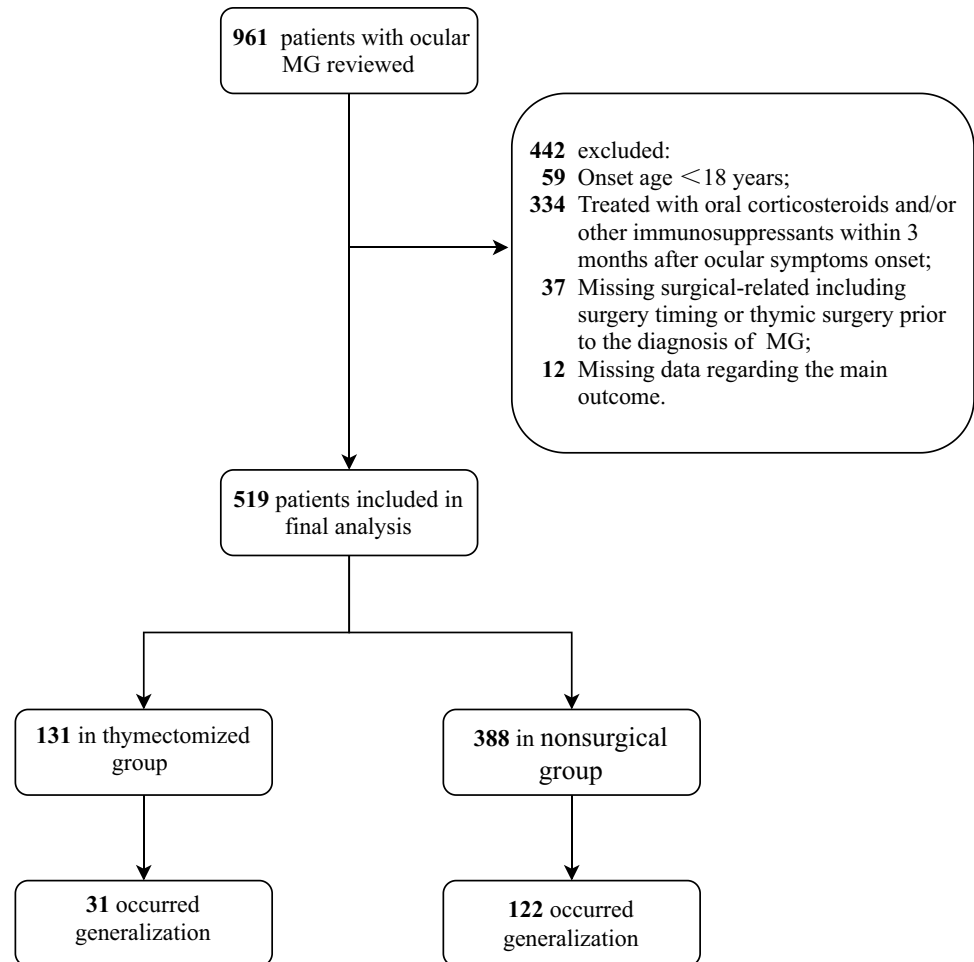 961 patients with ocular
MG reviewed
442 excluded:
59 Onset age <18 years;
334 Treated with oral corticosteroids and/or
other immunosuppressants within 3
months after ocular symptoms onset;
37 Missing surgical-related including
surgery timing or thymic surgery prior
to the diagnosis of MG;
12 Missing data regarding the main
outcome.
519 patients included in
final analysis
131 in thymectomized
group
388 in nonsurgical
group
31 occurred
generalization
122 occurred
generalization